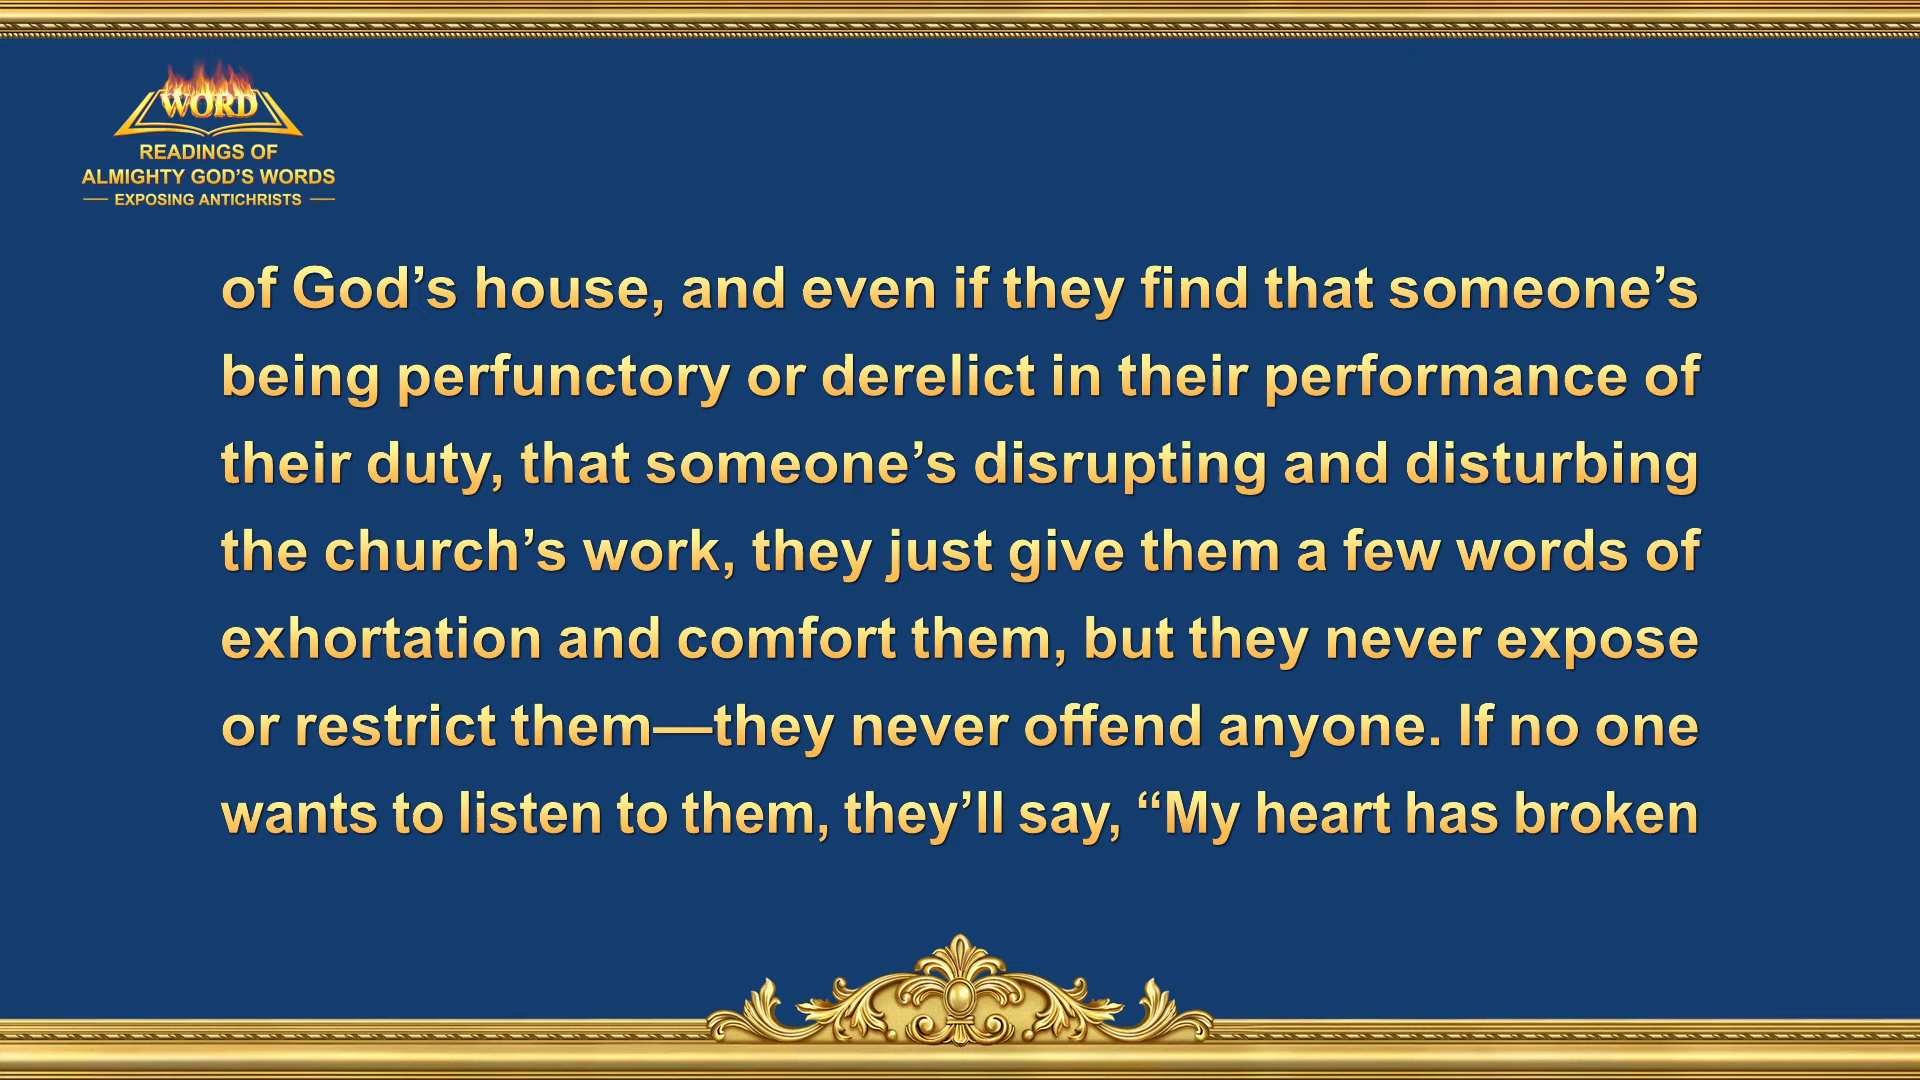 WORD
READINGS OF
ALMIGHTY GOD’S WORDS
EXPOSING ANTICHRISTS
of God’s house, and even if they find that someone’s
being perfunctory or derelict in their performance of
their duty, that someone’s disrupting and disturbing
the church’s work, they just give them a few words of
exhortation and comfort them, but they never expose
or restrict them—they never offend anyone. If no one
wants to listen to them, they’ll say, “My heart has broken